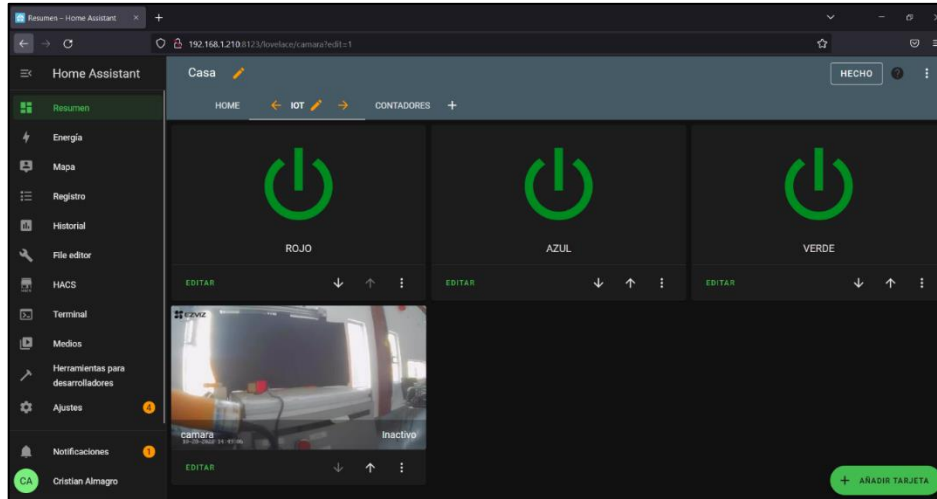 Resumen – Home Assistant
192.168.1.210:8123/lovelace/camara?edit=1
Home Assistant
Casa
HECHO
HOME
IOT
CONTADORES
Resumen
Energía
Mapa
Registro
Historial
File editor
HACS
Terminal
Medios
Herramientas para
desarrolladores
Ajustes
4
Notificaciones
1
CA
Cristian Almagro
ROJO
AZUL
VERDE
EDITAR
EDITAR
EDITAR
EZVIZ
camara
Inactivo
EDITAR
+ AÑADIR TARJETA